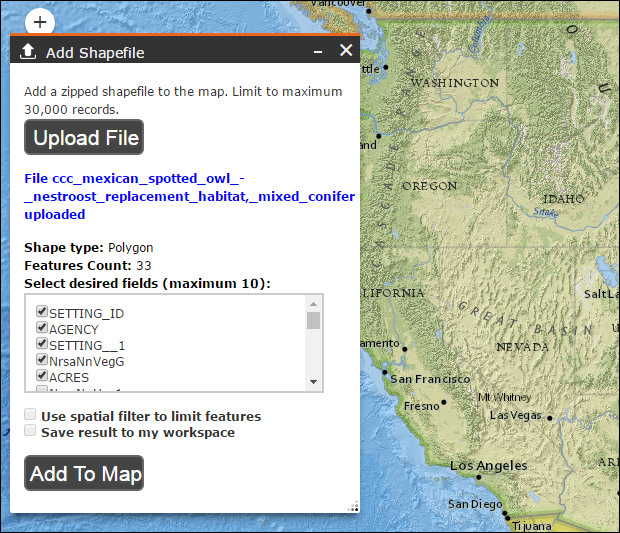 Vancouver
+
Add Shapefile
Add a zipped shapefile to the map. Limit to maximum
30,000 records.
Upload File
File ccc_mexican_spotted_owl_-
_nestroost_replacement_habitat,_mixed_conifer
uploaded
Shape type: Polygon
Features Count: 33
Select desired fields (maximum 10):
SETTING_ID
AGENCY
SETTING__1
NrsaNnVegG
ACRES
Use spatial filter to limit features
Save result to my workspace
Add To Map
Columbia
ttle
WASHINGTON
and
CASCADE RANGE
OREGON
IDAHO
Snake
Salt La
CALIFORNIA
GREAT BASIN
NEVADA
amento
San Francisco
Mt Whitney
Fresno
Las Vegas
Los Angeles
ARI
San Diego
Tijuana